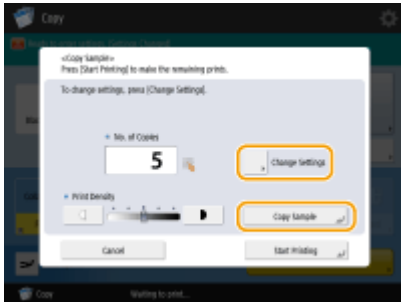 Copy
<Copy Sample>
Press [Start Printing] to make the remaining prints.
To change settings, press [Change Settings].
No. of Copies
5
Change Settings
Print Density
Copy Sample
Cancel
Start Printing
Copy
Waiting to print...